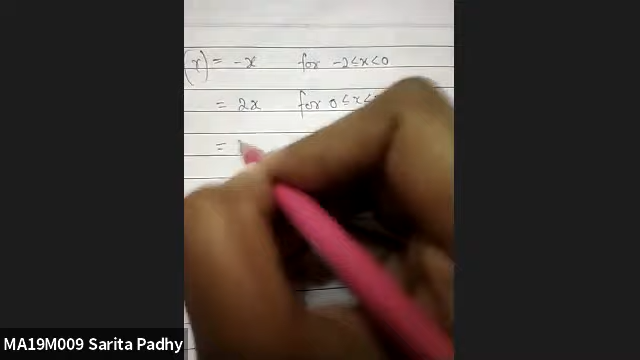 (x) = -x for -2≤x<0
= 2x for 0≤x≤
=
MA19M009 Sarita Padhy